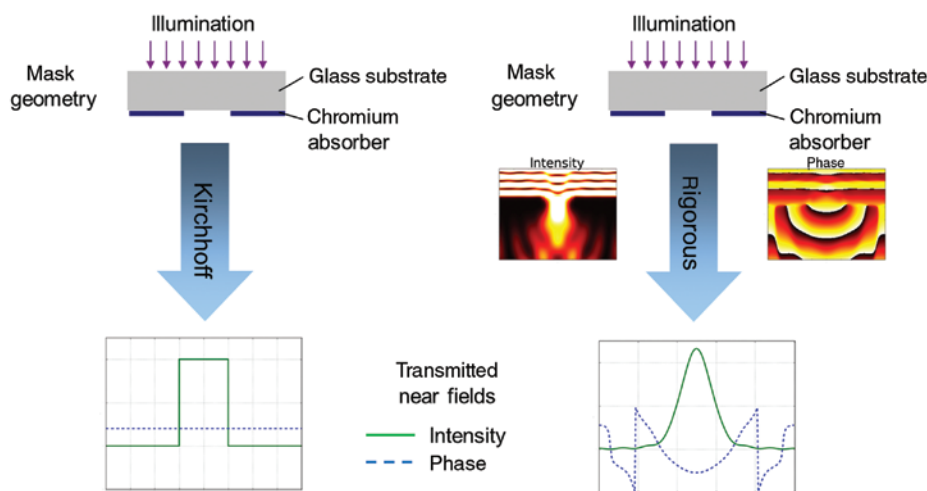 Illumination
Mask
geometry
Glass substrate
Chromium
absorber
Kirchhoff
Illumination
Mask
geometry
Glass substrate
Chromium
absorber
Intensity
Phase
Rigorous
Transmitted
near fields
Intensity
Phase